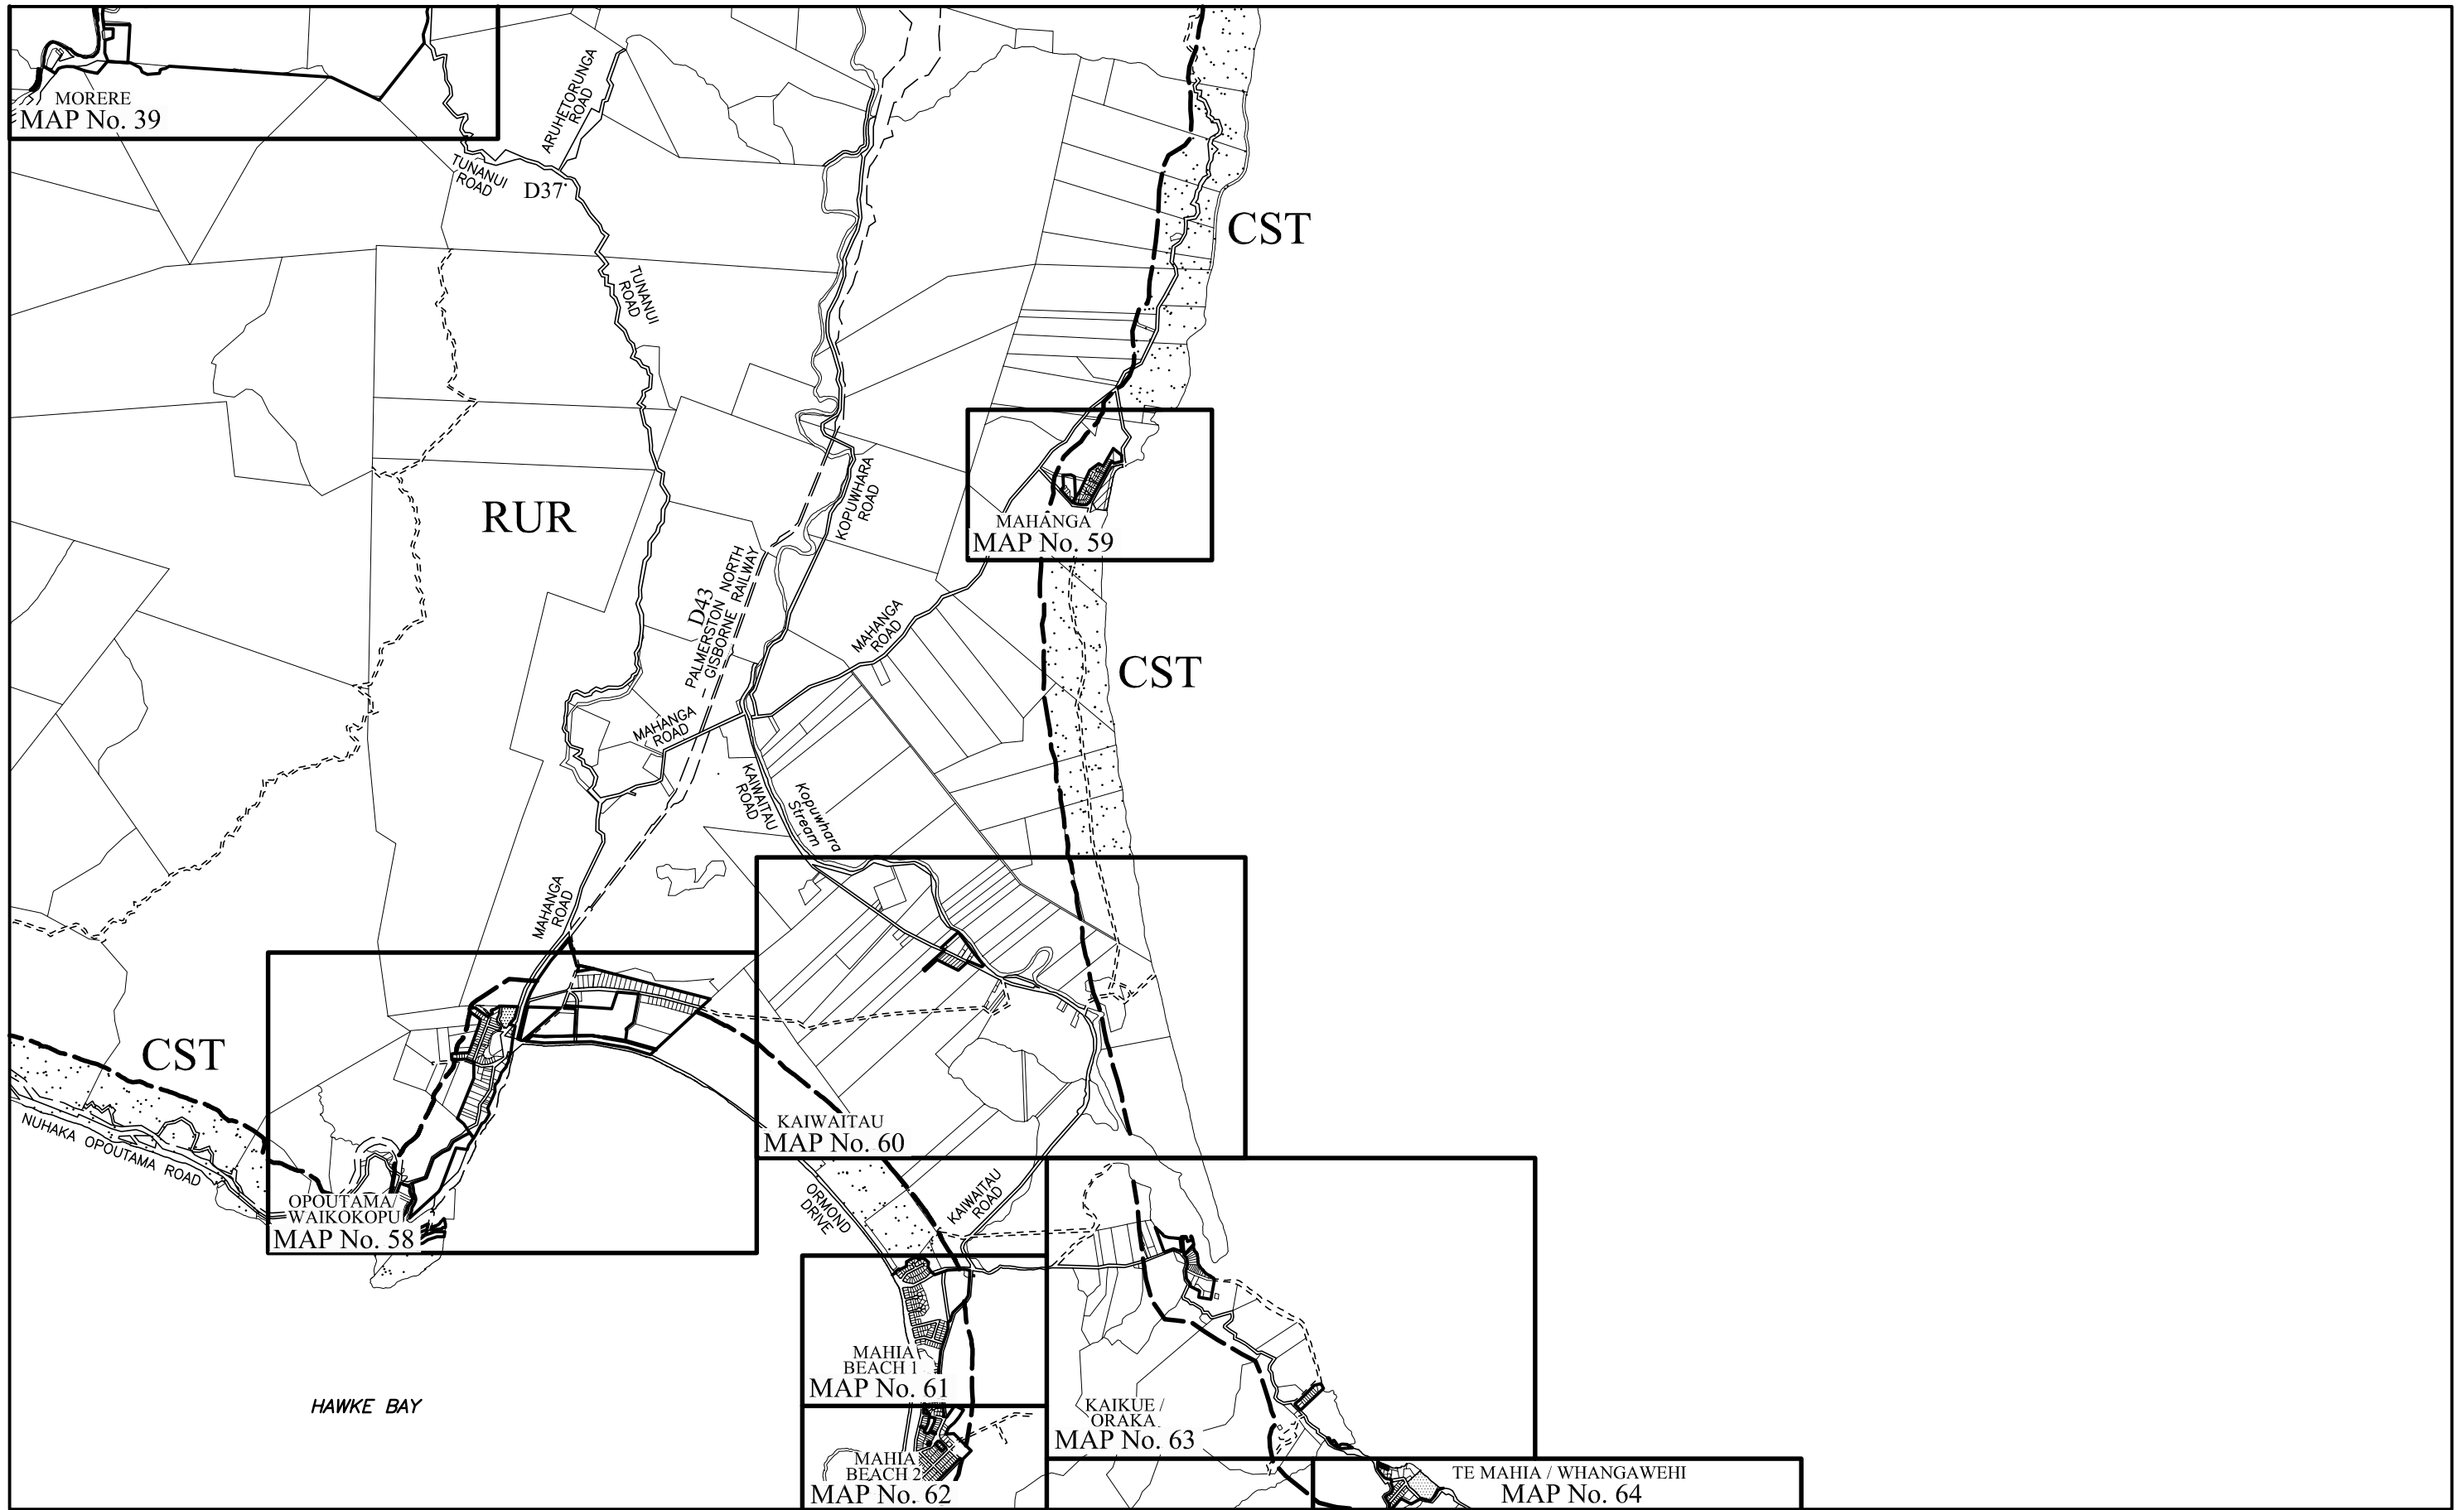 MORERE
MAP No. 39
ARUHETORUNGA
ROAD
TUNANUI
ROAD
D37
CST
TUNANUI
ROAD
RUR
KOPUWHARA
ROAD
MAHANGA
MAP No. 59
D43
PALMERSTON NORTH
GISBORNE RAILWAY
MAHANGA
ROAD
CST
MAHANGA
ROAD
KAIWAITAU
ROAD
Kopuwhara
Stream
MAHANGA
ROAD
CST
NUHAKA OPOUTAMA ROAD
KAIWAITAU
MAP No. 60
OPOUTAMA/
WAIKOKOPU
MAP No. 58
ORMOND
DRIVE
KAIWAITAU
ROAD
MAHIA
BEACH 1
MAP No. 61
HAWKE BAY
KAIKUE /
ORAKA
MAP No. 63
MAHIA
BEACH 2
MAP No. 62
TE MAHIA / WHANGAWEHI
MAP No. 64